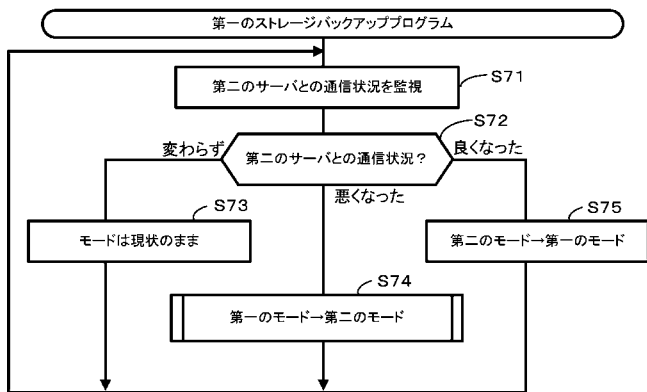 第一のストレージバックアッププログラム
第二のサーバとの通信状況を監視
S71
S72
第二のサーバとの通信状況？
変わらず
良くなった
悪くなった
S73
モードは現状のまま
S75
第二のモード→第一のモード
S74
第一のモード→第二のモード